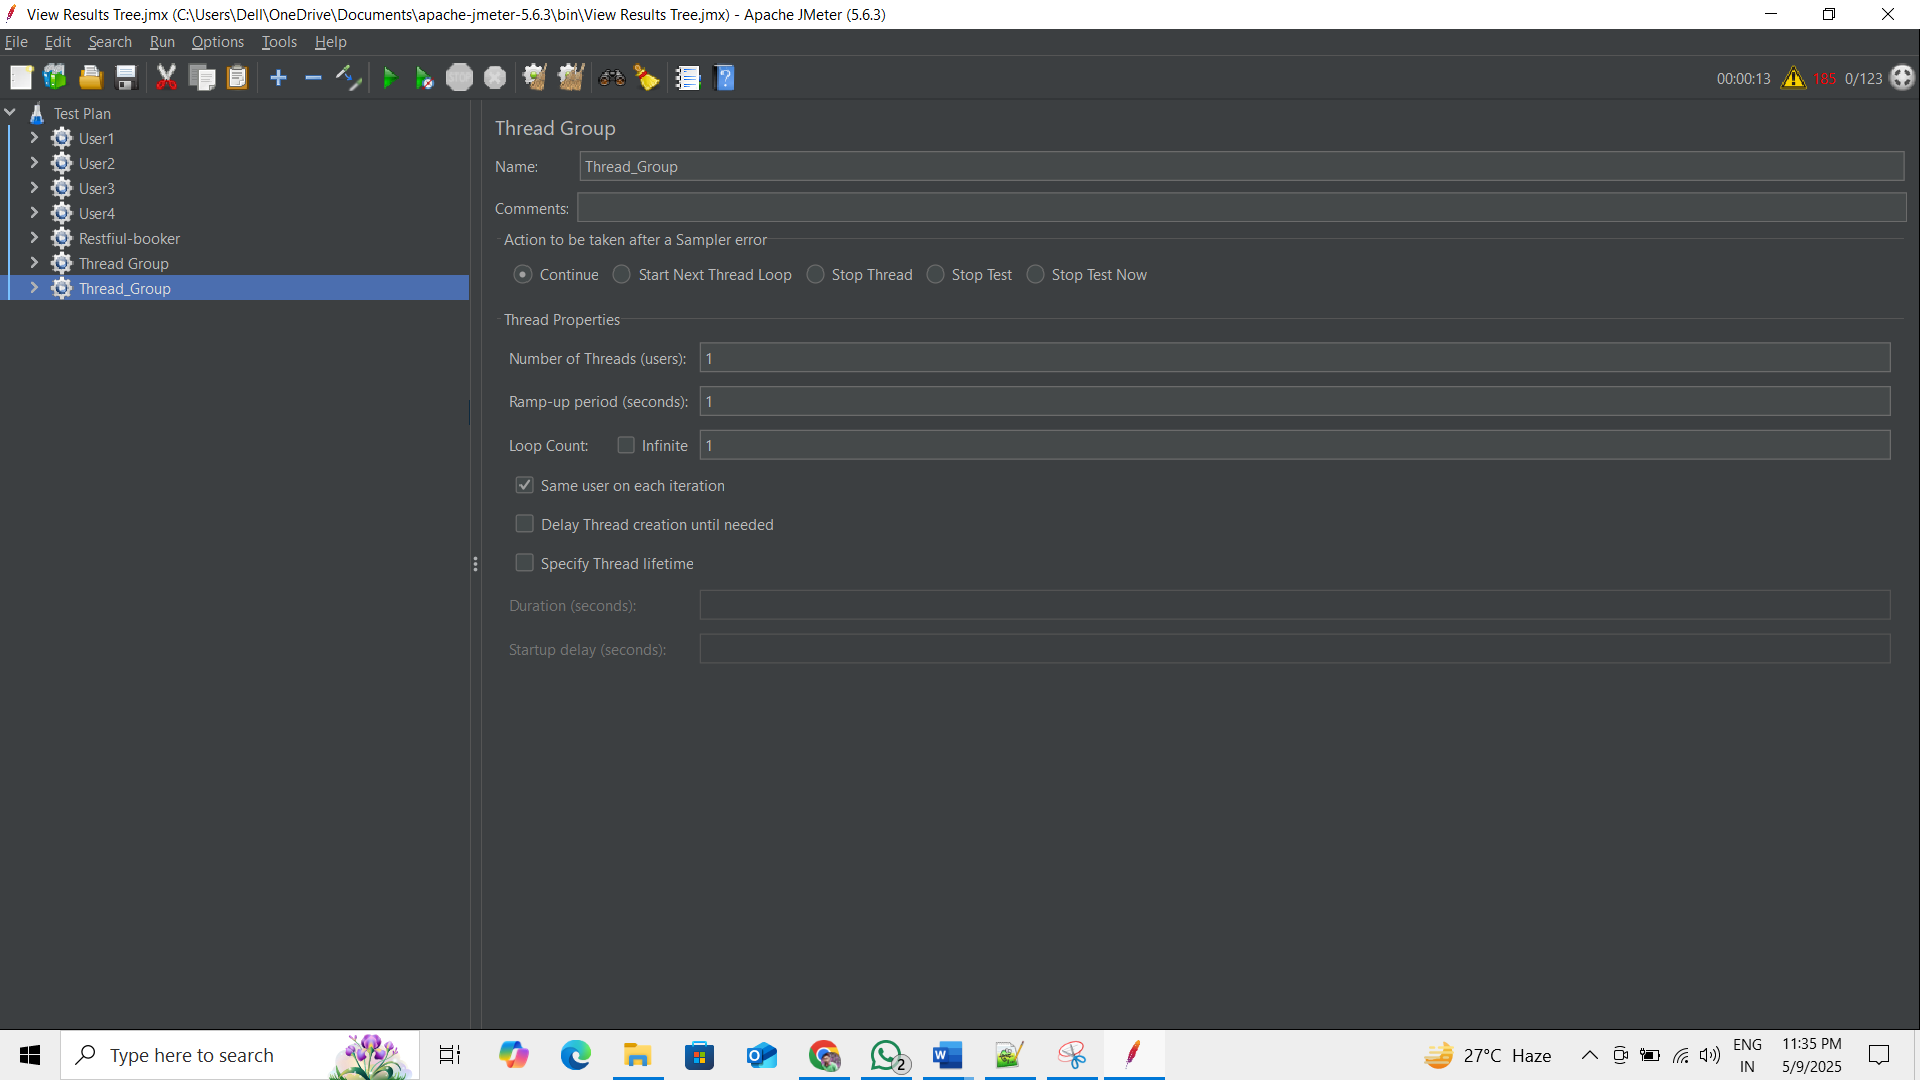 View Results Tree.jmx (C:\Users\Dell\OneDrive\Documents\apache-jmeter-5.6.3\bin\View Results Tree.jmx) - Apache JMeter (5.6.3)
File Edit Search Run Options Tools Help
STOP
00:00:13 185 0/123
Test Plan
User1
User2
User3
User4
Restfiul-booker
Thread Group
Thread_Group
Thread Group
Name: Thread_Group
Comments:
Action to be taken after a Sampler error
Continue Start Next Thread Loop Stop Thread Stop Test Stop Test Now
Thread Properties
Number of Threads (users): 1
Ramp-up period (seconds): 1
Loop Count: Infinite 1
Same user on each iteration
Delay Thread creation until needed
Specify Thread lifetime
Duration (seconds):
Startup delay (seconds):
Type here to search
2
27°C Haze
ENG
IN
11:35 PM
5/9/2025